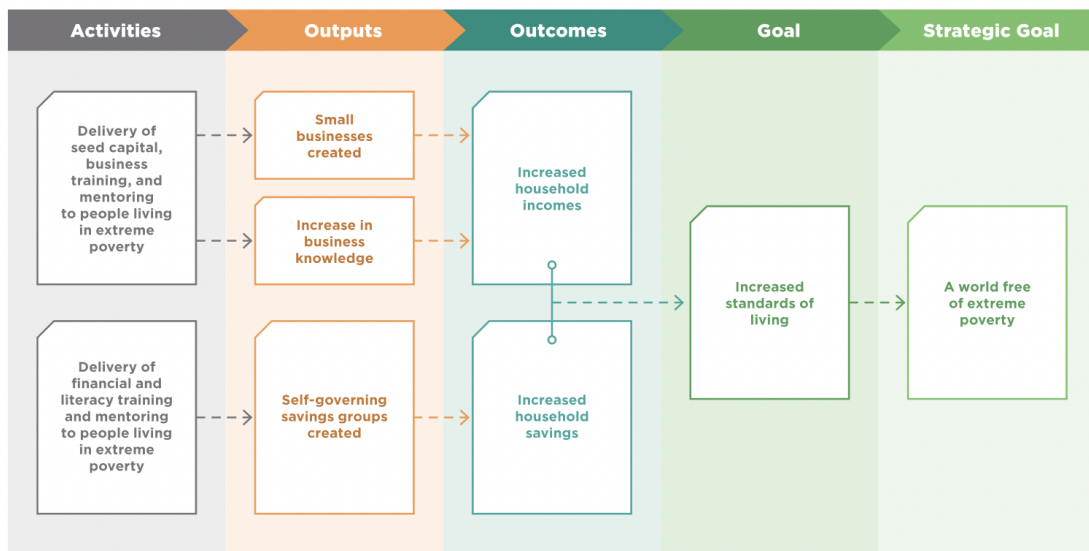 Activities
Outputs
Outcomes
Goal
Strategic Goal
Delivery of
seed capital,
business
training, and
mentoring
to people living
in extreme
poverty
Small
businesses
created
Increase in
business
knowledge
Increased
household
incomes
Increased
standards of
living
A world free
of extreme
poverty
Delivery of
financial and
literacy training
and mentoring
to people living
in extreme
poverty
Self-governing
savings groups
created
Increased
household
savings